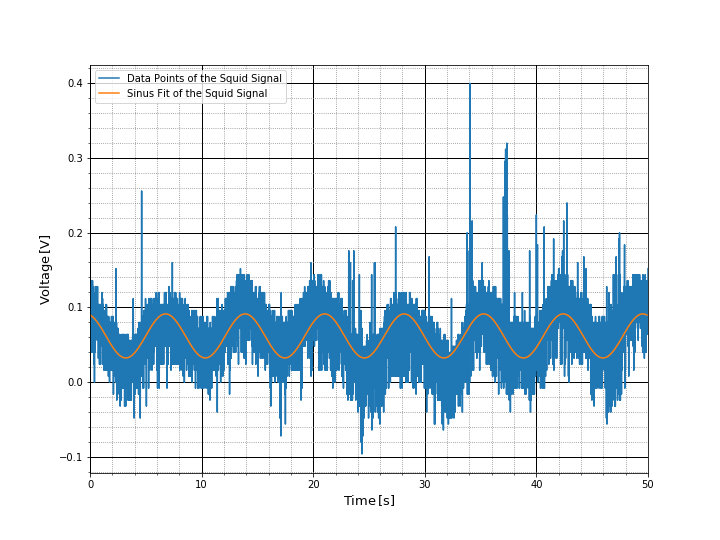 Data Points of the Squid Signal
Sinus Fit of the Squid Signal
0.4
0.3
0.2
0.1
0.0
−0.1
Voltage [V]
0 10 20 30 40 50
Time [s]